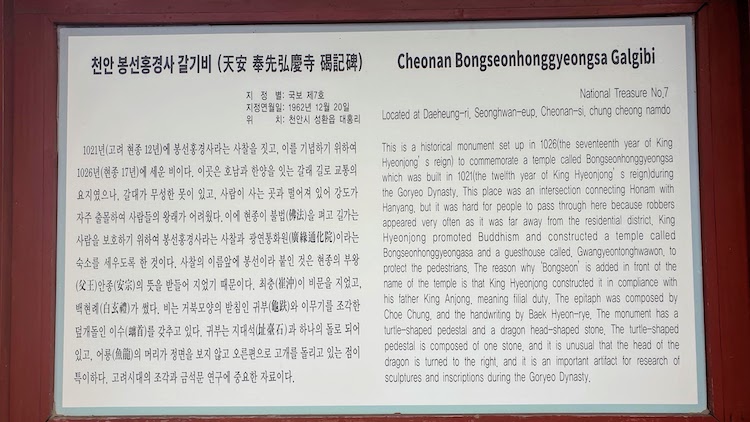 천안 봉선홍경사 갈기비 (天安 奉先弘慶寺 碣記碑)
지 정 별: 국보 제7호
지정연월일: 1962년 12월 20일
위 치: 천안시 성환읍 대홍리
1021년(고려 현종 12년)에 봉선홍경사라는 사찰을 짓고, 이를 기념하기 위하여
1026년(현종 17년)에 세운 비이다. 이곳은 호남과 한양을 잇는 갈래 길로 교통의
요지였으나, 갈대가 무성한 못이 있고, 사람이 사는 곳과 떨어져 있어 강도가
자주 출몰하여 사람들의 왕래가 어려웠다. 이에 현종이 불법(佛法)을 펴고 길가는
사람을 보호하기 위하여 봉선홍경사라는 사찰과 광연통화원(廣緣通化院)이라는
숙소를 세우도록 한 것이다. 사찰의 이름앞에 봉선이라 붙인 것은 현종의 부왕
(父王)안종(安宗)의 뜻을 받들어 지었기 때문이다. 최충(崔沖)이 비문을 지었고,
백현례(白玄禮)가 썼다. 비는 거북모양의 받침인 귀부(龜趺)와 이무기를 조각한
덮개돌인 이수(螭首)를 갖추고 있다. 귀부는 지대석(址臺石)과 하나의 돌로 되어
있고, 어룡(魚龍)의 머리가 정면을 보지 않고 오른편으로 고개를 돌리고 있는 점이
특이하다. 고려시대의 조각과 금석문 연구에 중요한 자료이다.
Cheonan Bongseonhonggyeongsa Galgibi
National Treasure No,7
Located at Daeheung-ri, Seonghwan-eup, Cheonan-si, chung cheong namdo
This is a historical monument set up in 1026(the seventeenth year of King
Hyeonjong's reign) to commemorate a temple called Bongseonhonggyeongsa
which was built in 1021(the twelfth year of King Hyeonjong's reign)during
the Goryeo Dynasty, This place was an intersection connecting Honam with
Hanyang, but it was hard for people to pass through here because robbers
appeared very often as it was far away from the residential district, King
Hyeonjong promoted Buddhism and constructed a temple called
Bongseonhonggyeongsa and a guesthouse called, Gwangyeontonghwawon, to
protect the pedestrians, The reason why 'Bongseon' is added in front of the
name of the temple is that King Hyeonjong constructed it in compliance with
his father King Anjong, meaning filial duty, The epitaph was composed by
Choe Chung, and the handwriting by Baek Hyeon-rye, The monument has a
turtle-shaped pedestal and a dragon head-shaped stone, The turtle-shaped
pedestal is composed of one stone, and it is unusual that the head of the
dragon is turned to the right, and it is an important artifact for research of
sculptures and inscriptions during the Goryeo Dynasty,